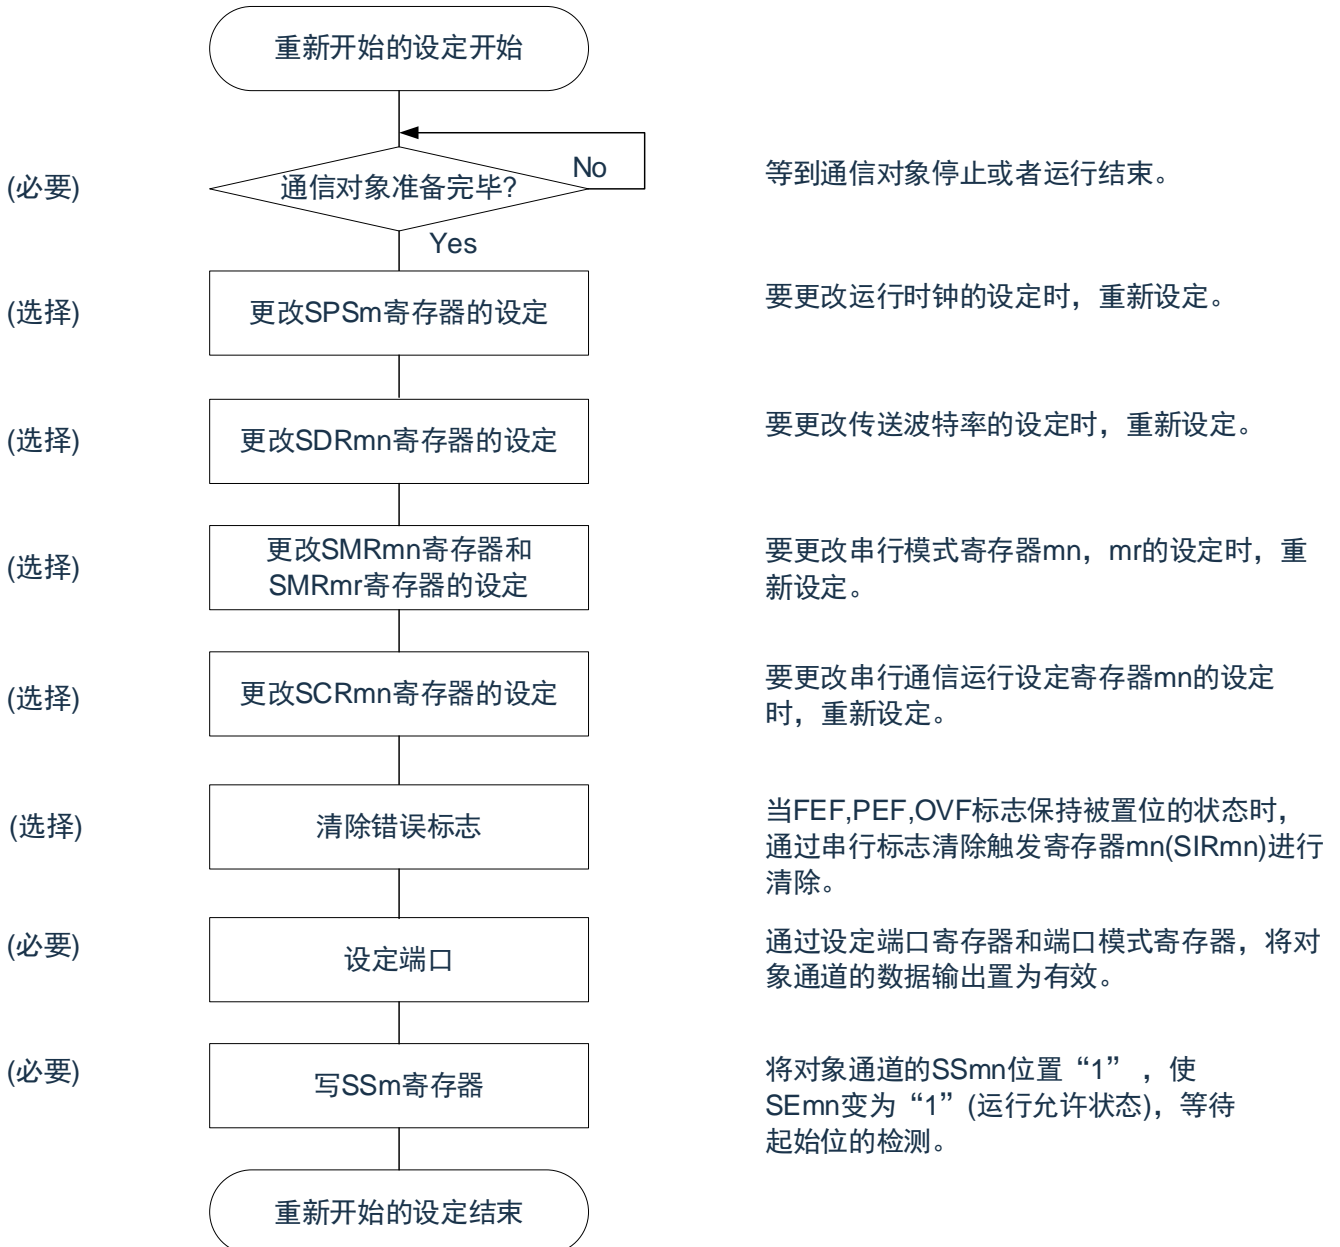 重新开始的设定开始
No
(必要)
通信对象准备完毕?
等到通信对象停止或者运行结束。
Yes
(选择)
更改SPSm寄存器的设定
要更改运行时钟的设定时，重新设定。
(选择)
更改SDRmn寄存器的设定
要更改传送波特率的设定时，重新设定。
(选择)
更改SMRmn寄存器和
SMRmr寄存器的设定
要更改串行模式寄存器mn，mr的设定时，重
新设定。
(选择)
更改SCRmn寄存器的设定
要更改串行通信运行设定寄存器mn的设定
时，重新设定。
(选择)
清除错误标志
当FEF,PEF,OVF标志保持被置位的状态时，
通过串行标志清除触发寄存器mn(SIRmn)进行
清除。
(必要)
设定端口
通过设定端口寄存器和端口模式寄存器，将对
象通道的数据输出置为有效。
(必要)
写SSm寄存器
将对象通道的SSmn位置“1”，使
SEmn变为“1”(运行允许状态)，等待
起始位的检测。
重新开始的设定结束